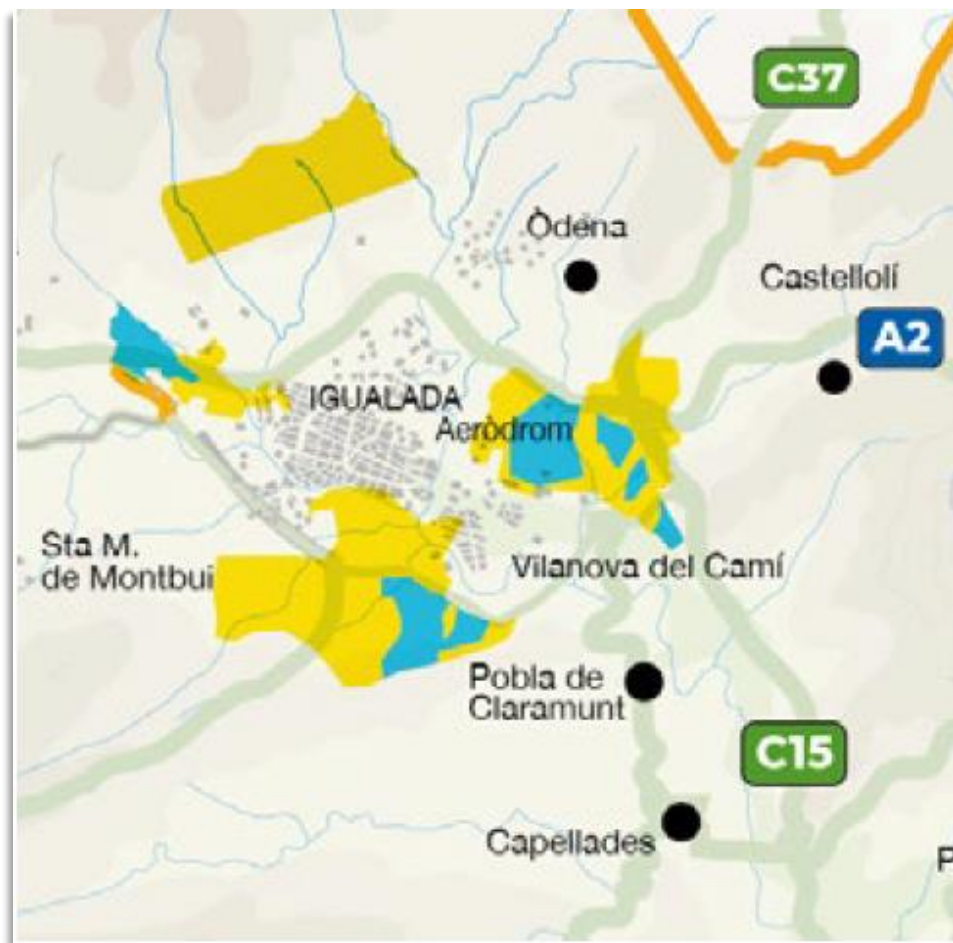 C37
Òdena
Castellolí
A2
IGUALADA
Aeròdrom
Sta M.
de Montbui
Vilanova del Camí
Pobla de
Claramunt
C15
Capellades
P